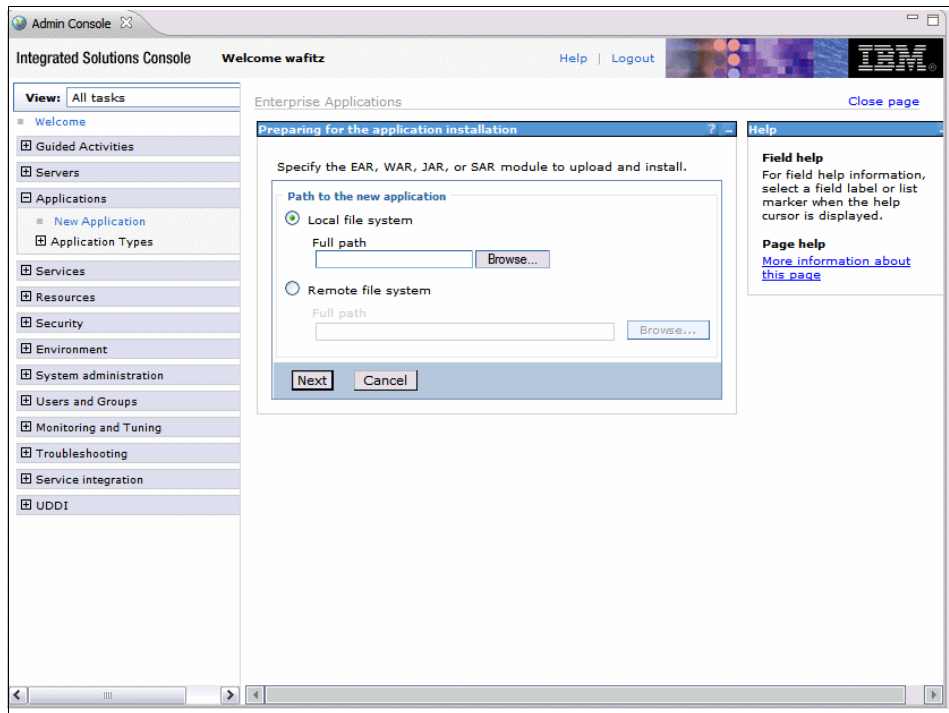 Admin Console
Integrated Solutions Console
Welcome wafitz
Help | Logout
IBM®
View: All tasks
Welcome
Guided Activities
Servers
Applications
New Application
Application Types
Services
Resources
Security
Environment
System administration
Users and Groups
Monitoring and Tuning
Troubleshooting
Service integration
UDDI
Enterprise Applications
Close page
Preparing for the application installation
?
Specify the EAR, WAR, JAR, or SAR module to upload and install.
Path to the new application
Local file system
Full path
Browse...
Remote file system
Full path
Browse...
Next
Cancel
Help
Field help
For field help information,
select a field label or list
marker when the help
cursor is displayed.
Page help
More information about
this page